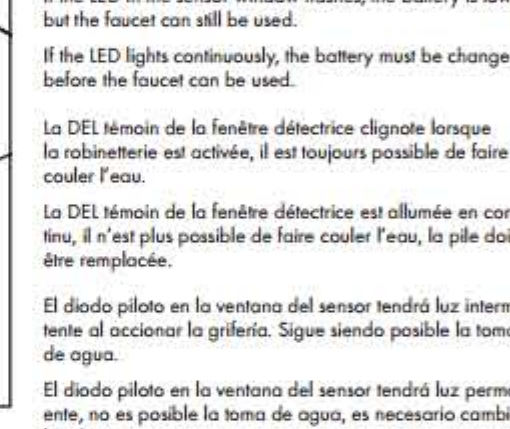 but the faucet can still be used.
If the LED lights continuously, the battery must be change
before the faucet can be used.
La DEL témoin de la fenêtre détectrice clignote lorsque
la robinetterie est activée, il est toujours possible de faire
couler l'eau.
La DEL témoin de la fenêtre détectrice est allumée en con
tinu, il n'est plus possible de faire couler l'eau, la pile doi
être remplacée.
El diodo piloto en la ventana del sensor tendrá luz interm
tente al accionar la grifería. Sigue siendo posible la toma
de agua.
El diodo piloto en la ventana del sensor tendrá luz perma
ente, no es posible la toma de agua, es necesario cambi